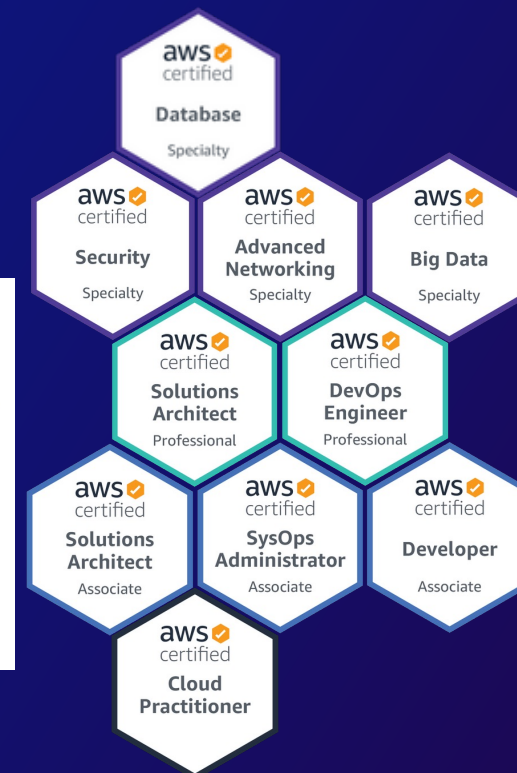 aws
certified
Database
Specialty
aws
certified
Security
Specialty
aws
certified
Advanced
Networking
Specialty
aws
certified
Big Data
Specialty
aws
certified
Solutions
Architect
Professional
aws
certified
DevOps
Engineer
Professional
aws
certified
Solutions
Architect
Associate
aws
certified
SysOps
Administrator
Associate
aws
certified
Developer
Associate
aws
certified
Cloud
Practitioner